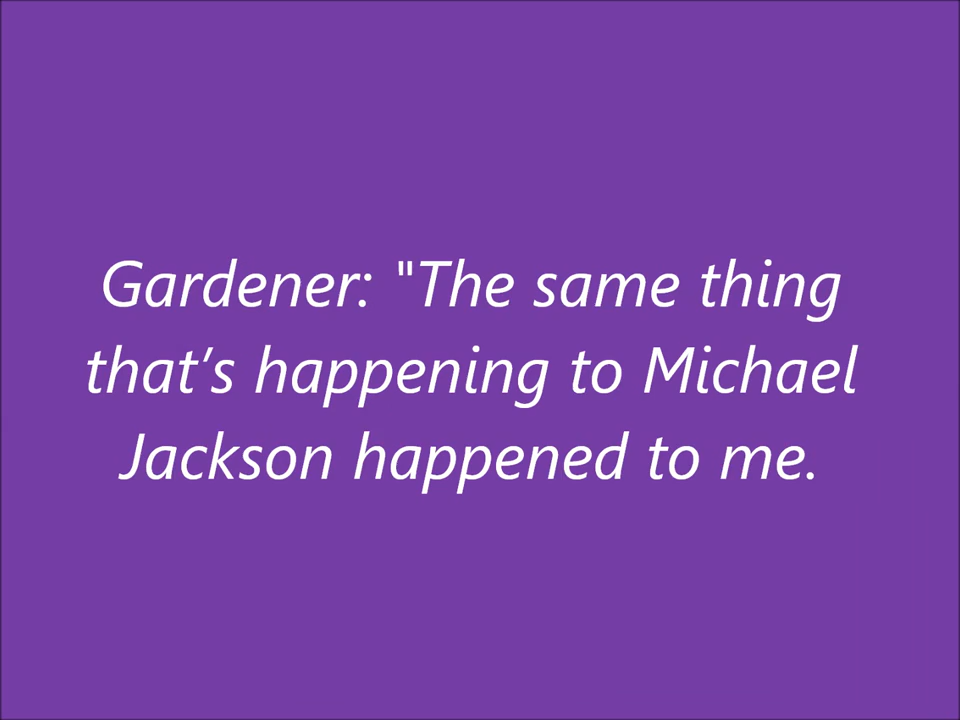 Gardener: "The same thing
that’s happening to Michael
Jackson happened to me.